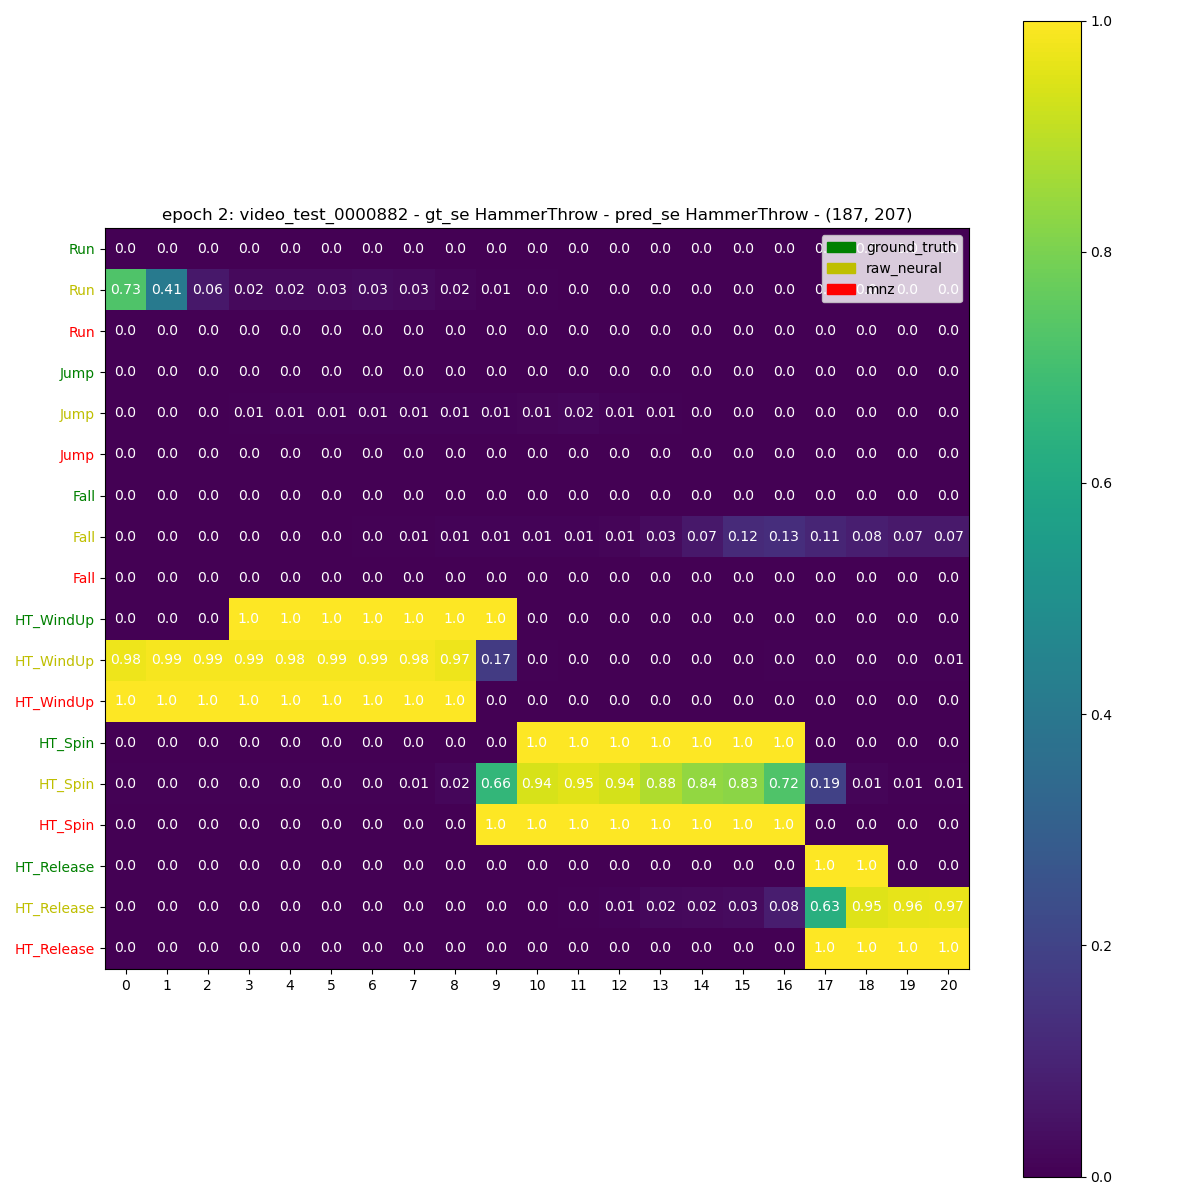 epoch 2: video_test_0000882 - gt_se HammerThrow - pred_se HammerThrow - (187, 207)
1.0
0.8
0.6
0.4
0.2
0.0
ground_truth
raw_neural
mnz
Run 0.0 0.0 0.0 0.0 0.0 0.0 0.0 0.0 0.0 0.0 0.0 0.0 0.0 0.0 0.0 0.0 0.0
Run 0.73 0.41 0.06 0.02 0.02 0.03 0.03 0.03 0.02 0.01 0.0 0.0 0.0 0.0 0.0 0.0 0.0 0.0 0.0
Run 0.0 0.0 0.0 0.0 0.0 0.0 0.0 0.0 0.0 0.0 0.0 0.0 0.0 0.0 0.0 0.0 0.0 0.0 0.0 0.0 0.0
Jump 0.0 0.0 0.0 0.0 0.0 0.0 0.0 0.0 0.0 0.0 0.0 0.0 0.0 0.0 0.0 0.0 0.0 0.0 0.0 0.0 0.0
Jump 0.0 0.0 0.0 0.01 0.01 0.01 0.01 0.01 0.01 0.01 0.01 0.02 0.01 0.01 0.0 0.0 0.0 0.0 0.0 0.0 0.0
Jump 0.0 0.0 0.0 0.0 0.0 0.0 0.0 0.0 0.0 0.0 0.0 0.0 0.0 0.0 0.0 0.0 0.0 0.0 0.0 0.0 0.0
Fall 0.0 0.0 0.0 0.0 0.0 0.0 0.0 0.0 0.0 0.0 0.0 0.0 0.0 0.0 0.0 0.0 0.0 0.0 0.0 0.0 0.0
Fall 0.0 0.0 0.0 0.0 0.0 0.0 0.0 0.01 0.01 0.01 0.01 0.01 0.01 0.03 0.07 0.12 0.13 0.11 0.08 0.07 0.07
Fall 0.0 0.0 0.0 0.0 0.0 0.0 0.0 0.0 0.0 0.0 0.0 0.0 0.0 0.0 0.0 0.0 0.0 0.0 0.0 0.0 0.0
HT_WindUp 0.0 0.0 0.0 1.0 1.0 1.0 1.0 1.0 1.0 1.0 0.0 0.0 0.0 0.0 0.0 0.0 0.0 0.0 0.0 0.0 0.0
HT_WindUp 0.98 0.99 0.99 0.99 0.98 0.99 0.99 0.98 0.97 0.17 0.0 0.0 0.0 0.0 0.0 0.0 0.0 0.0 0.0 0.0 0.01
HT_WindUp 1.0 1.0 1.0 1.0 1.0 1.0 1.0 1.0 1.0 0.0 0.0 0.0 0.0 0.0 0.0 0.0 0.0 0.0 0.0 0.0 0.0
HT_Spin 0.0 0.0 0.0 0.0 0.0 0.0 0.0 0.0 0.0 0.0 1.0 1.0 1.0 1.0 1.0 1.0 1.0 0.0 0.0 0.0 0.0
HT_Spin 0.0 0.0 0.0 0.0 0.0 0.0 0.0 0.01 0.02 0.66 0.94 0.95 0.94 0.88 0.84 0.83 0.72 0.19 0.01 0.01 0.01
HT_Spin 0.0 0.0 0.0 0.0 0.0 0.0 0.0 0.0 0.0 1.0 1.0 1.0 1.0 1.0 1.0 1.0 1.0 0.0 0.0 0.0 0.0
HT_Release 0.0 0.0 0.0 0.0 0.0 0.0 0.0 0.0 0.0 0.0 0.0 0.0 0.0 0.0 0.0 0.0 0.0 1.0 1.0 0.0 0.0
HT_Release 0.0 0.0 0.0 0.0 0.0 0.0 0.0 0.0 0.0 0.0 0.0 0.0 0.01 0.02 0.02 0.03 0.08 0.63 0.95 0.96 0.97
HT_Release 0.0 0.0 0.0 0.0 0.0 0.0 0.0 0.0 0.0 0.0 0.0 0.0 0.0 0.0 0.0 0.0 0.0 1.0 1.0 1.0 1.0
0 1 2 3 4 5 6 7 8 9 10 11 12 13 14 15 16 17 18 19 20